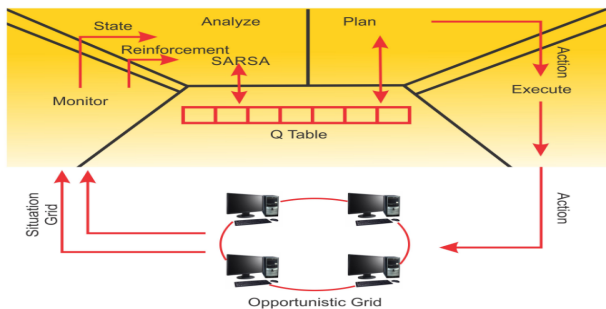 Analyze
Plan
State
Reinforcement
SARSA
Action
Monitor
Execute
Q Table
Situation
Grid
Action
Opportunistic Grid